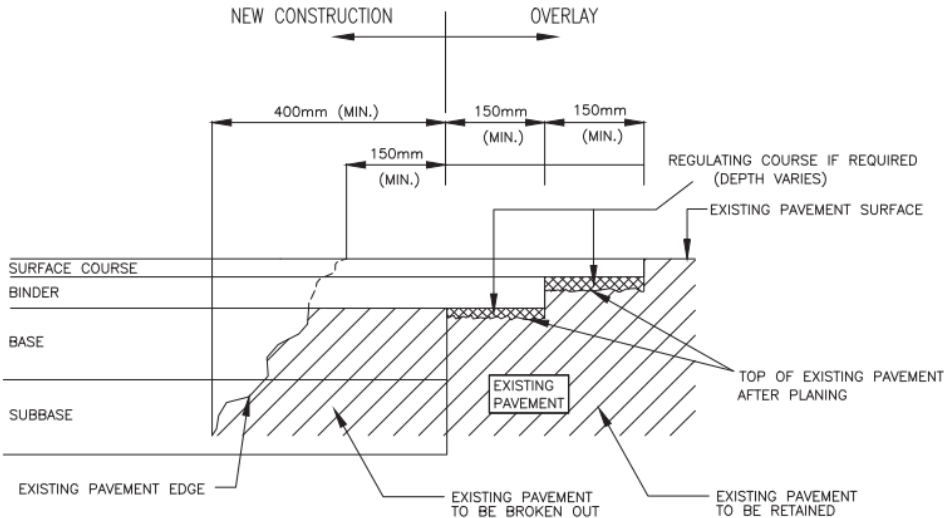 NEW CONSTRUCTION
OVERLAY
400mm (MIN.)
150mm
(MIN.)
150mm
(MIN.)
150mm
(MIN.)
REGULATING COURSE IF REQUIRED
(DEPTH VARIES)
EXISTING PAVEMENT SURFACE
SURFACE COURSE
BINDER
BASE
SUBBASE
EXISTING
PAVEMENT
TOP OF EXISTING PAVEMENT
AFTER PLANING
EXISTING PAVEMENT EDGE
EXISTING PAVEMENT
TO BE BROKEN OUT
EXISTING PAVEMENT
TO BE RETAINED